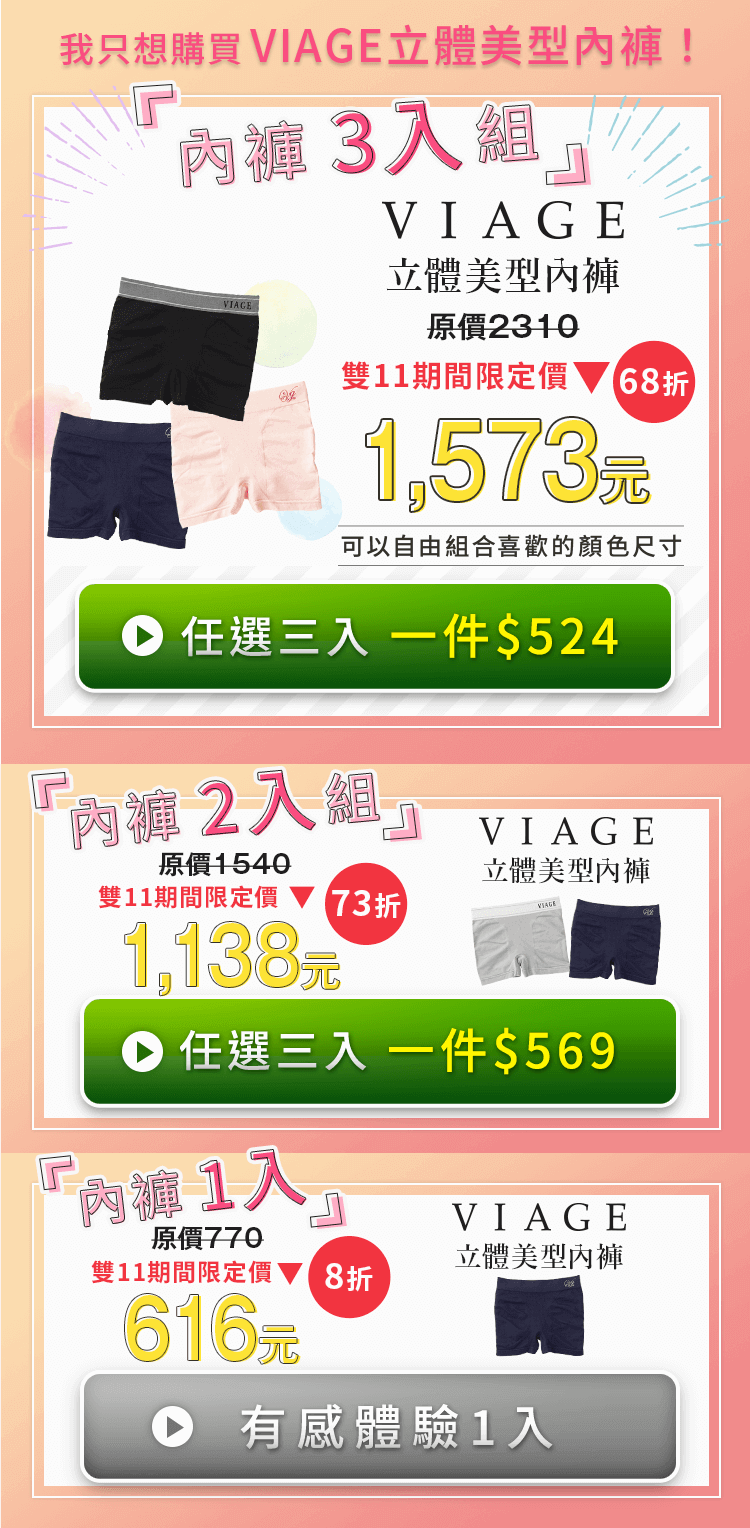 我只想購買VIAGE立體美型內褲！
『內褲3入組』
VIAGE
立體美型內褲
原價2310
雙11期間限定價▼68折
1,573元
可以自由組合喜歡的顏色尺寸
任選三入 一件$524
VIAGE
『內褲2入組』
原價1540
雙11期間限定價▼73折
1,138元
VIAGE
立體美型內褲
VIAGE
任選三入 一件$569
『內褲1入』
原價770
雙11期間限定價▼8折
616元
VIAGE
立體美型內褲
有感體驗1入